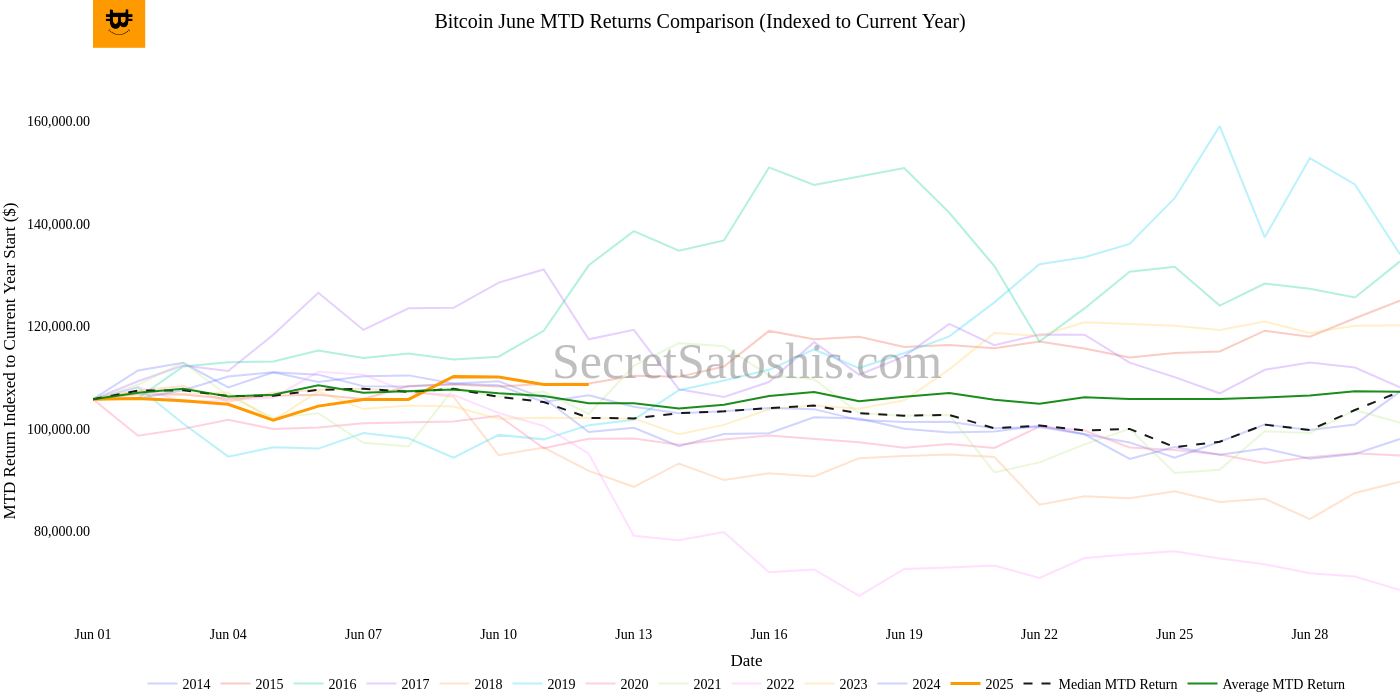 Bitcoin June MTD Returns Comparison (Indexed to Current Year)
MTD Return Indexed to Current Year Start ($)
160,000.00
140,000.00
120,000.00
100,000.00
80,000.00
SecretSatoshis.com
Jun 01 Jun 04 Jun 07 Jun 10 Jun 13 Jun 16 Jun 19 Jun 22 Jun 25 Jun 28
Date
2014 2015 2016 2017 2018 2019 2020 2021 2022 2023 2024 2025 Median MTD Return Average MTD Return